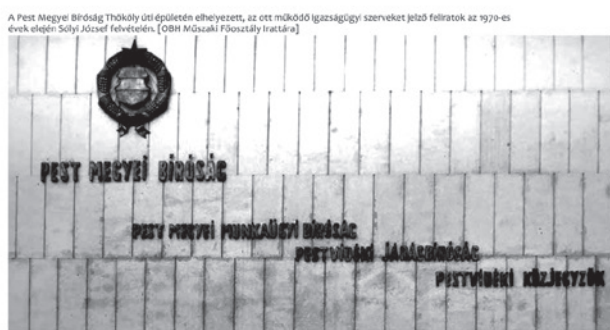 A Pest Megyei Bíróság Thököly úti épületén elhelyezett, az ott működő igazságügyi szerveket jelző feliratok az 1970-es
évek elején Sólyi József felvételén. [OBH Műszaki Főosztály Irattára]
PEST MEGYEI BÍRÓSÁG
PEST MEGYEI MUNKAÜGYI BÍRÓSÁG
PESTVIDÉKI JÁRÁSBÍRÓSÁG
PESTVIDÉKI KÖZJEGYZŐK